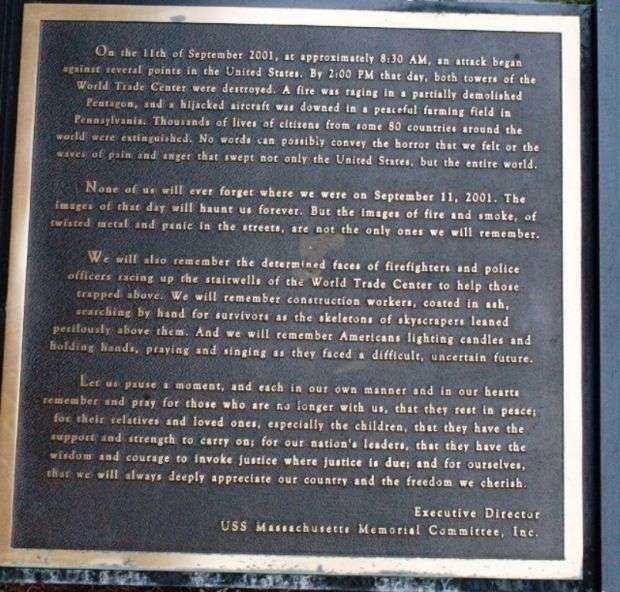 On the 11th of September 2001, at approximately 8:30 AM, an attack began
against several points in the United States. By 2:00 PM that day, both towers of the
World Trade Center were destroyed. A fire was raging in a partially demolished
Pentagon, and a hijacked aircraft was downed in a peaceful farming field in
Pennsylvania. Thousands of lives of citizens from some 80 countries around the
world were extinguished. No words can possibly convey the horror that we felt or the
waves of pain and anger that swept not only the United States, but the entire world.
None of us will ever forget where we were on September 11, 2001. The
images of that day will haunt us forever. But the images of fire and smoke, of
twisted metal and panic in the streets, are not the only ones we will remember.
We will also remember the determined faces of firefighters and police
officers racing up the stairwells of the World Trade Center to help those
trapped above. We will remember construction workers, coated in ash,
searching by hand for survivors as the skeletons of skyscrapers leaned
perilously above them. And we will remember Americans lighting candles and
holding hands, praying and singing as they faced a difficult, uncertain future.
Let us pause a moment, and each in our own manner and in our hearts
remember and pray for those who are no longer with us, that they rest in peace;
for their relatives and loved ones, especially the children, that they have the
support and strength to carry on; for our nation's leaders, that they have the
wisdom and courage to invoke justice where justice is due; and for ourselves,
that we will always deeply appreciate our country and the freedom we cherish.
Executive Director
USS Massachusetts Memorial Committee, Inc.